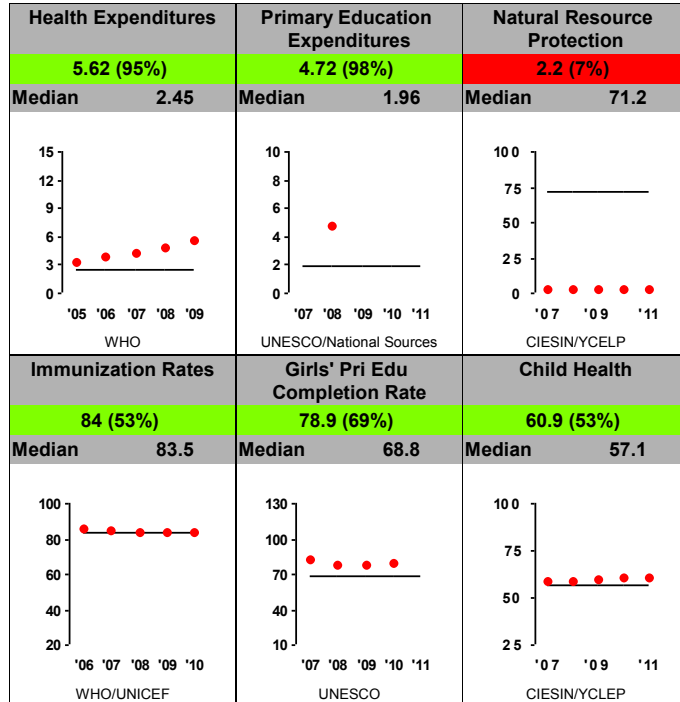 Health Expenditures
5.62 (95%)
Median 2.45
15
12
9
6
3
0
'05 '06 '07 '08 '09
WHO
Primary Education
Expenditures
4.72 (98%)
Median 1.96
10
8
6
4
2
0
'07 '08 '09 '10 '11
UNESCO/National Sources
Natural Resource
Protection
2.2 (7%)
Median 71.2
100
75
50
25
0
'07 '09 '11
CIESIN/YCELP
Immunization Rates
84 (53%)
Median 83.5
100
80
60
40
20
'06 '07 '08 '09 '10
WHO/UNICEF
Girls' Pri Edu
Completion Rate
78.9 (69%)
Median 68.8
130
100
70
40
10
'07 '08 '09 '10 '11
UNESCO
Child Health
60.9 (53%)
Median 57.1
100
75
50
25
'07 '09 '11
CIESIN/YCLEP